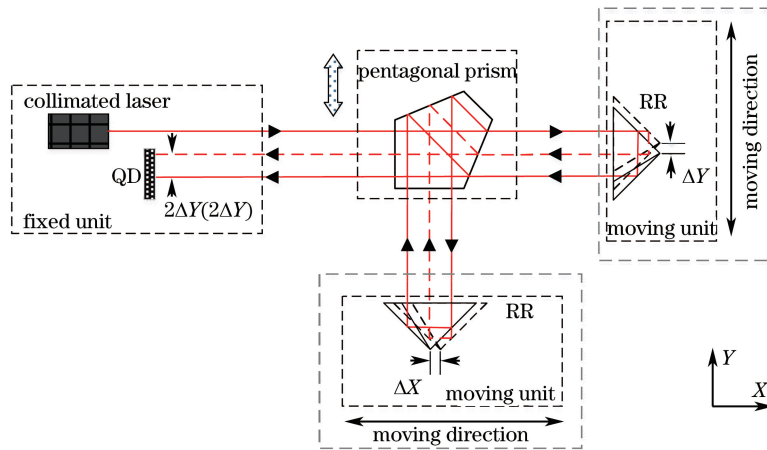 collimated laser
QD
2ΔY(2ΔY)
fixed unit
pentagonal prism
RR
ΔY
moving unit
moving direction
RR
ΔX
moving unit
moving direction
Y
X